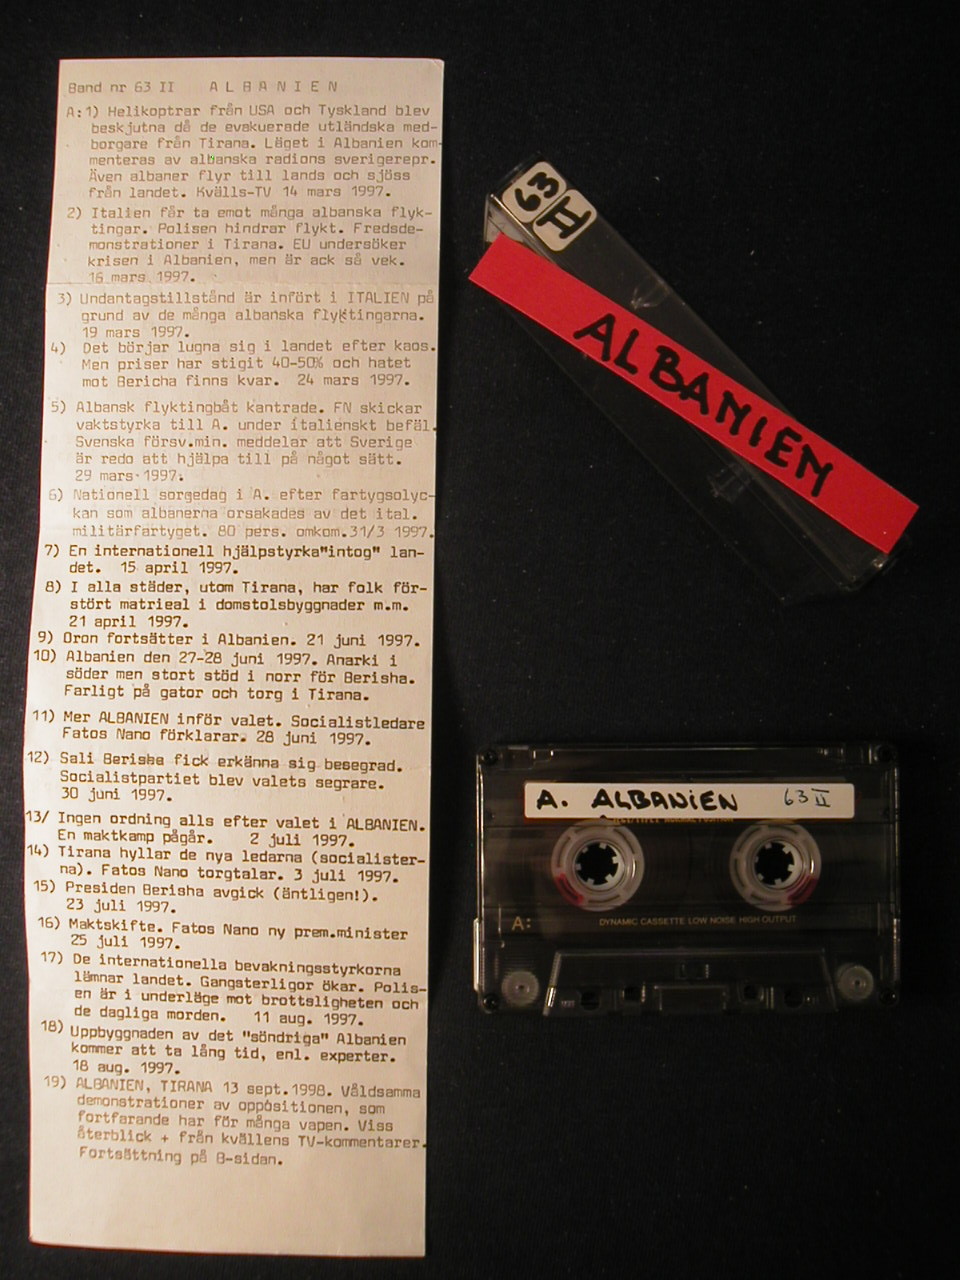 Band nr 63 II A L B A N I E N
A:1) Helikoptrar från USA och Tyskland blev
beskjutna då de evakuerade utländska med-
borgare från Tirana. Läget i Albanien kom-
menteras av albanska radions sverigerepr.
Även albaner flyr till lands och sjöss
från landet. Kvälls-TV 14 mars 1997.
2) Italien får ta emot många albanska flyk-
tingar. Polisen hindrar flykt. Fredsde-
monstrationer i Tirana. EU undersöker
krisen i Albanien, men är ack så vek.
16 mars 1997.
3) Undantagstillstånd är infört i ITALIEN på
grund av de många albanska flyktingarna.
19 mars 1997.
4) Det börjar lugna sig i landet efter kaos.
Men priser har stigit 40-50% och hatet
mot Bericha finns kvar. 24 mars 1997.
5) Albansk flyktingbåt kantrade. FN skickar
vaktstyrka till A. under italienskt befäl.
Svenska försv.min. meddelar att Sverige
är redo att hjälpa till på något sätt.
29 mars 1997.
6) Nationell sorgedag i A. efter fartygsolyc-
kan som albanerna orsakades av det ital.
militärfartyget. 80 pers. omkom.31/3 1997.
7) En internationell hjälpstyrka"intog" lan-
det. 15 april 1997.
8) I alla städer, utom Tirana, har folk för-
stört matrieal i domstolsbyggnader m.m.
21 april 1997.
9) Oron fortsätter i Albanien. 21 juni 1997.
10) Albanien den 27-28 juni 1997. Anarki i
söder men stort stöd i norr för Berisha.
Farligt på gator och torg i Tirana.
11) Mer ALBANIEN inför valet. Socialistledare
Fatos Nano förklarar. 28 juni 1997.
12) Sali Berisha fick erkänna sig besegrad.
Socialistpartiet blev valets segrare.
30 juni 1997.
13/ Ingen ordning alls efter valet i ALBANIEN.
En maktkamp pågår. 2 juli 1997.
14) Tirana hyllar de nya ledarna (socialister-
na). Fatos Nano torgtalar. 3 juli 1997.
15) Presiden Berisha avgick (äntligen!).
23 juli 1997.
16) Maktskifte. Fatos Nano ny prem.minister
25 juli 1997.
17) De internationella bevakningsstyrkorna
lämnar landet. Gangsterligor ökar. Polis-
en är i underläge mot brottsligheten och
de dagliga morden. 11 aug. 1997.
18) Uppbyggnaden av det "söndriga" Albanien
kommer att ta lång tid, enl. experter.
18 aug. 1997.
19) ALBANIEN, TIRANA 13 sept.1998. Våldsamma
demonstrationer av oppositionen, som
fortfarande har för många vapen. Viss
återblick + från kvällens TV-kommentarer.
Fortsättning på B-sidan.
63
II
ALBANIEN
A. ALBANIEN 63 II
A: DYNAMIC CASSETTE LOW NOISE HIGH OUTPUT